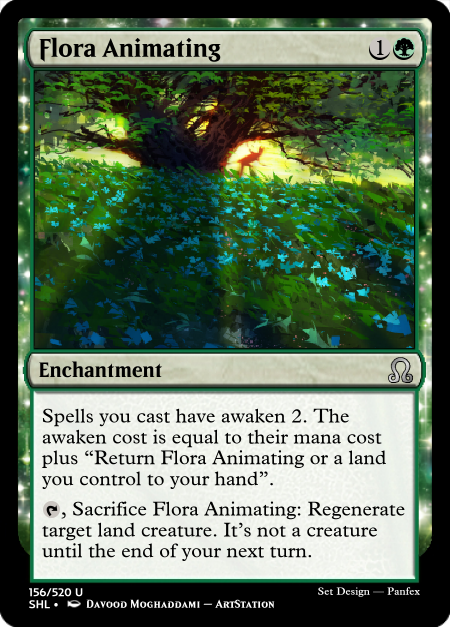 Flora Animating 1
Enchantment
Spells you cast have awaken 2. The
awaken cost is equal to their mana cost
plus “Return Flora Animating or a land
you control to your hand”.
, Sacrifice Flora Animating: Regenerate
target land creature. It’s not a creature
until the end of your next turn.
156/520 U
Set Design — Panfex
SHL • Davood Moghaddami — ArtStation